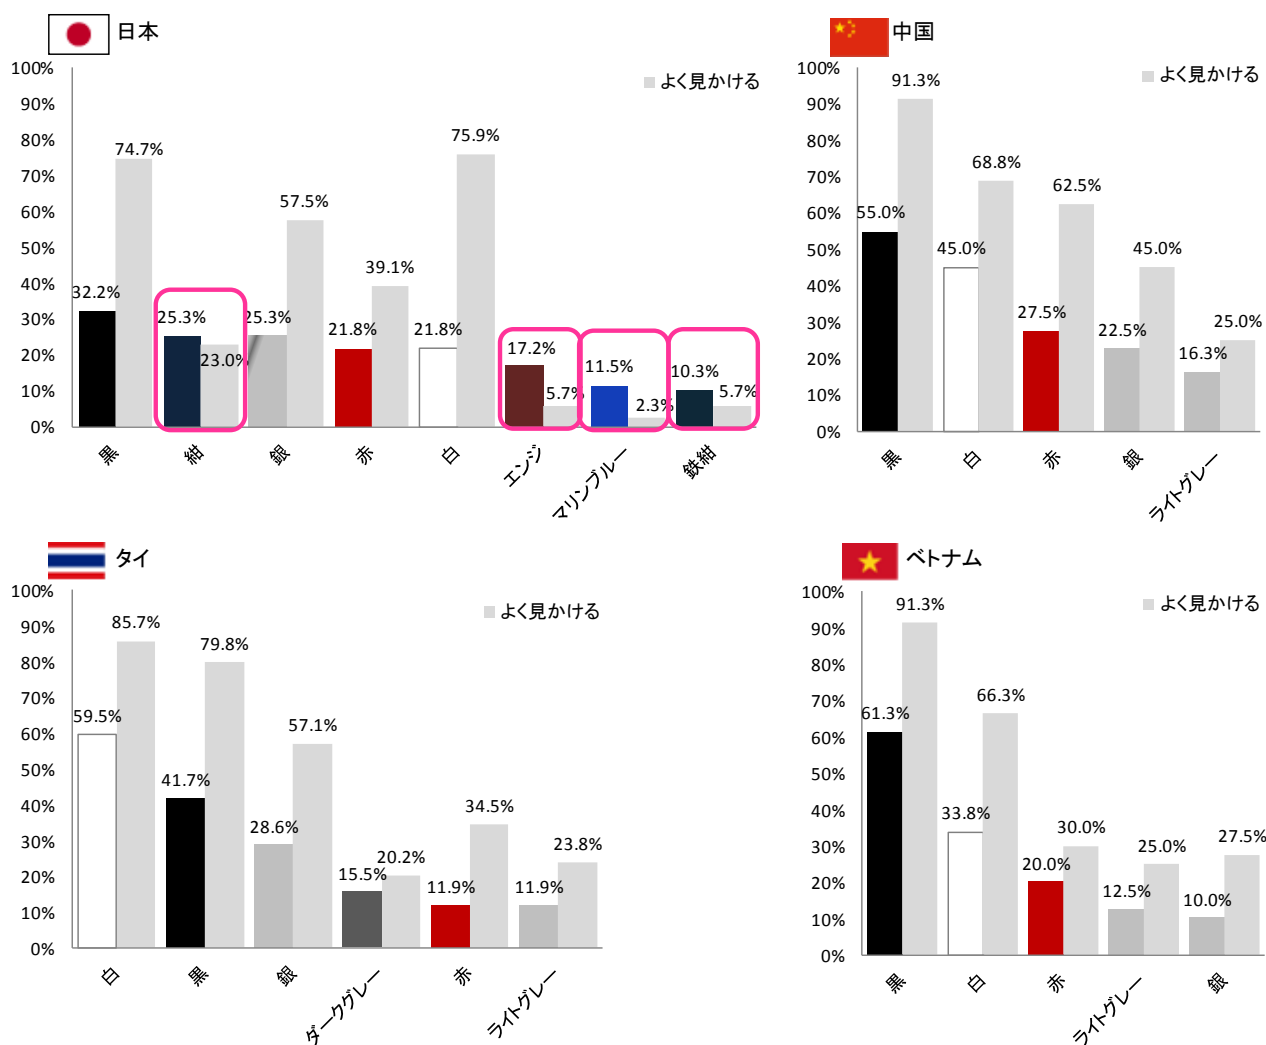 日本
よく見かける
100%
90%
80%
70%
60%
50%
40%
30%
20%
10%
0%
32.2%
74.7%
25.3%
23.0%
25.3%
57.5%
21.8%
39.1%
21.8%
75.9%
17.2%
5.7%
11.5%
2.3%
10.3%
5.7%
黒
紺
銀
赤
白
エンジ
マリンブルー
鉄紺
中国
よく見かける
100%
90%
80%
70%
60%
50%
40%
30%
20%
10%
0%
55.0%
91.3%
45.0%
68.8%
27.5%
62.5%
22.5%
45.0%
16.3%
25.0%
黒
白
赤
銀
ライトグレー
タイ
よく見かける
100%
90%
80%
70%
60%
50%
40%
30%
20%
10%
0%
59.5%
85.7%
41.7%
79.8%
28.6%
57.1%
15.5%
20.2%
11.9%
34.5%
11.9%
23.8%
白
黒
銀
ダークグレー
赤
ライトグレー
ベトナム
よく見かける
100%
90%
80%
70%
60%
50%
40%
30%
20%
10%
0%
61.3%
91.3%
33.8%
66.3%
20.0%
30.0%
12.5%
25.0%
10.0%
27.5%
黒
白
赤
ライトグレー
銀